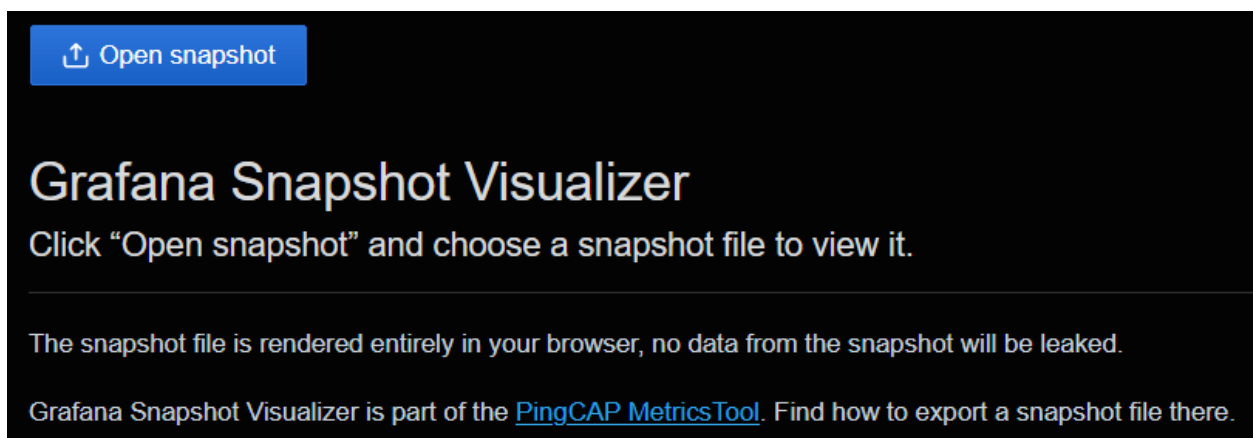 Open snapshot
Grafana Snapshot Visualizer
Click “Open snapshot” and choose a snapshot file to view it.
The snapshot file is rendered entirely in your browser, no data from the snapshot will be leaked.
Grafana Snapshot Visualizer is part of the PingCAP MetricsTool. Find how to export a snapshot file there.